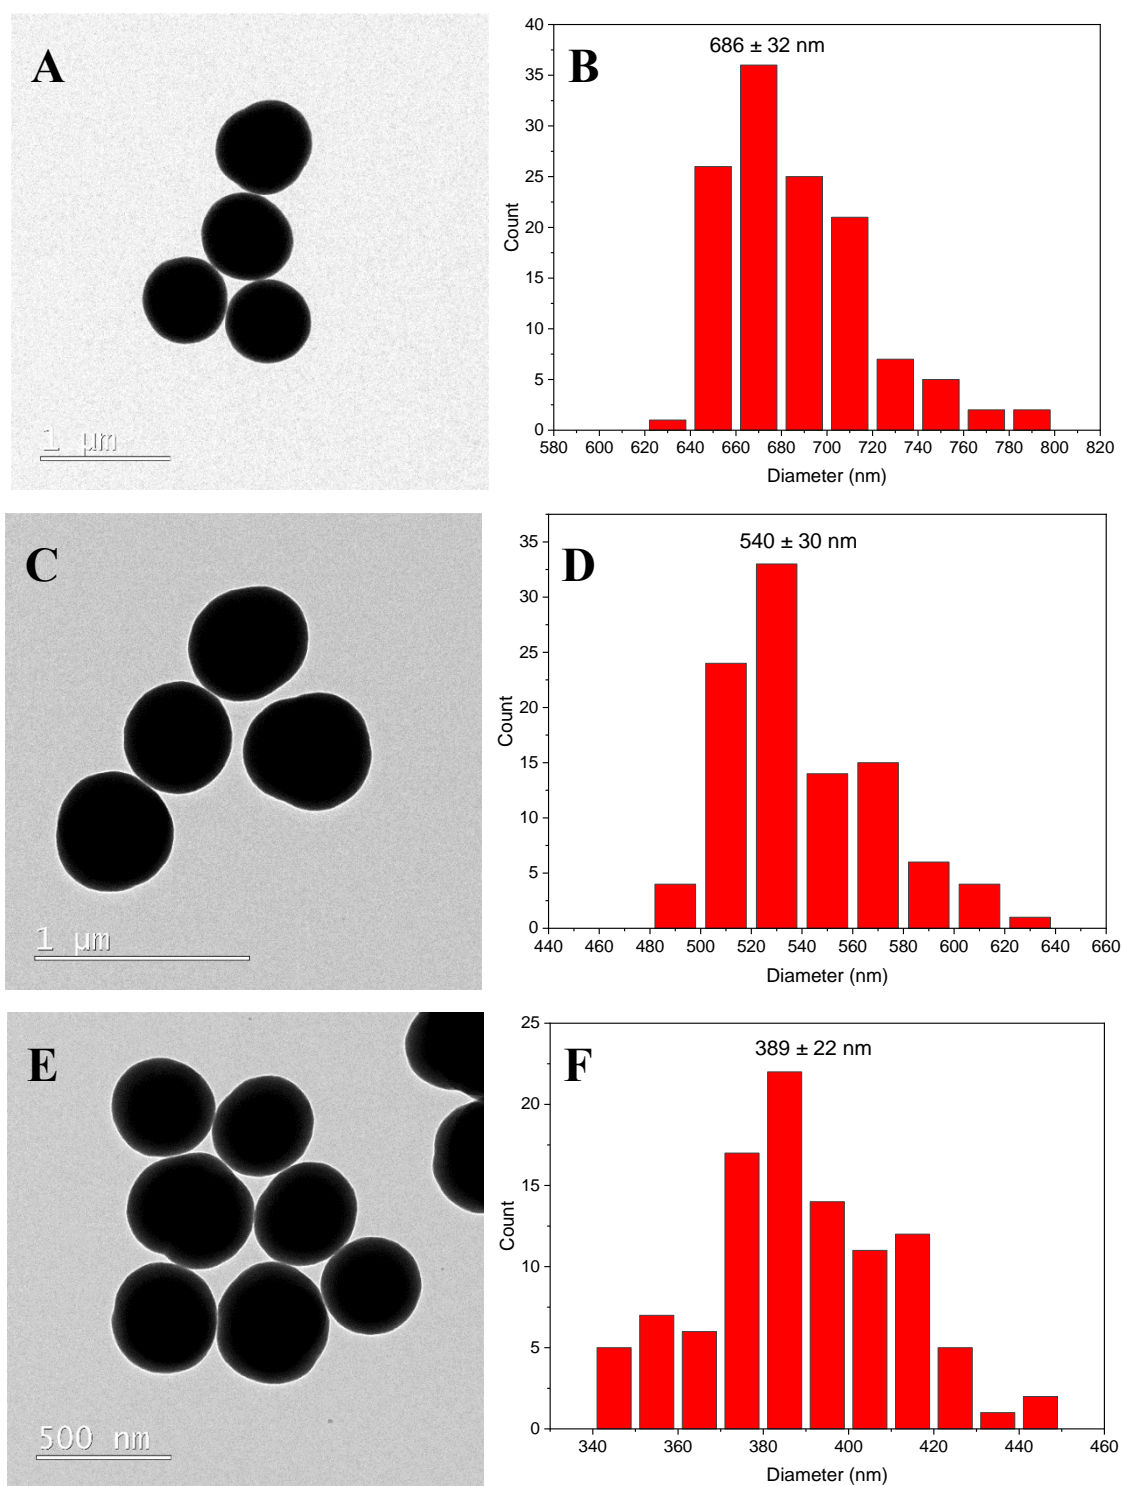 A
1 µm
B
686 ± 32 nm
40
35
30
25
20
15
10
5
0
Count
580 600 620 640 660 680 700 720 740 760 780 800 820
Diameter (nm)
C
1 µm
D
540 ± 30 nm
35
30
25
20
15
10
5
0
Count
440 460 480 500 520 540 560 580 600 620 640 660
Diameter (nm)
E
500 nm
F
389 ± 22 nm
25
20
15
10
5
0
Count
340 360 380 400 420 440 460
Diameter (nm)